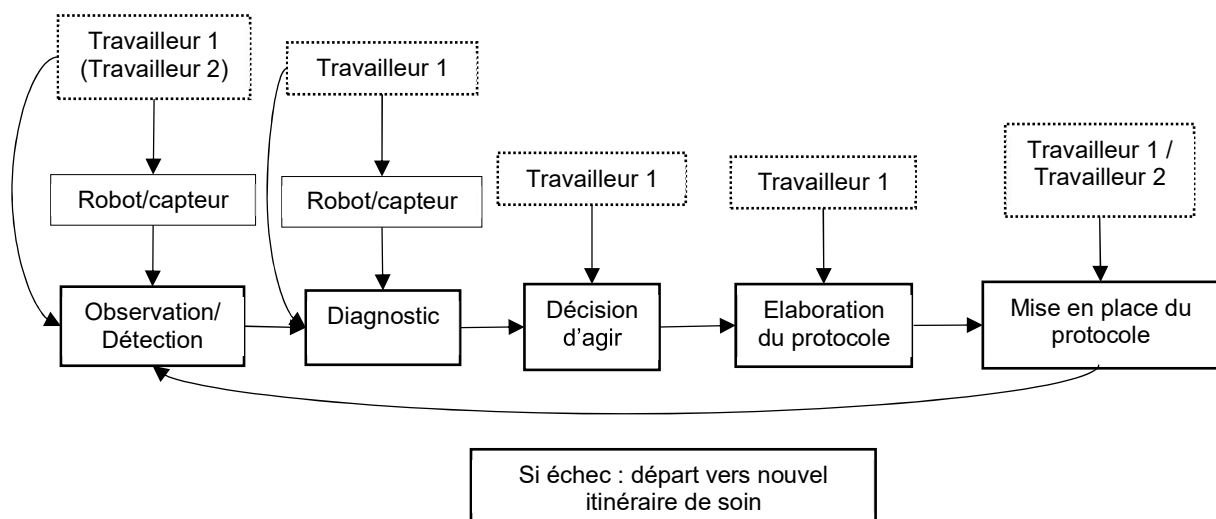 Travailleur 1
(Travailleur 2)
Travailleur 1
Travailleur 1 /
Travailleur 2
Travailleur 1
Travailleur 1
Robot/capteur
Robot/capteur
Observation/
Détection
Diagnostic
Décision
d'agir
Elaboration
du protocole
Mise en place du
protocole
Si échec : départ vers nouvel
itinéraire de soin